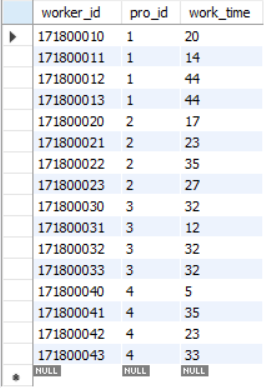 worker_id pro_id work_time
171800010 1 20
171800011 1 14
171800012 1 44
171800013 1 44
171800020 2 17
171800021 2 23
171800022 2 35
171800023 2 27
171800030 3 32
171800031 3 12
171800032 3 32
171800033 3 32
171800040 4 5
171800041 4 35
171800042 4 23
171800043 4 33
NULL NULL NULL